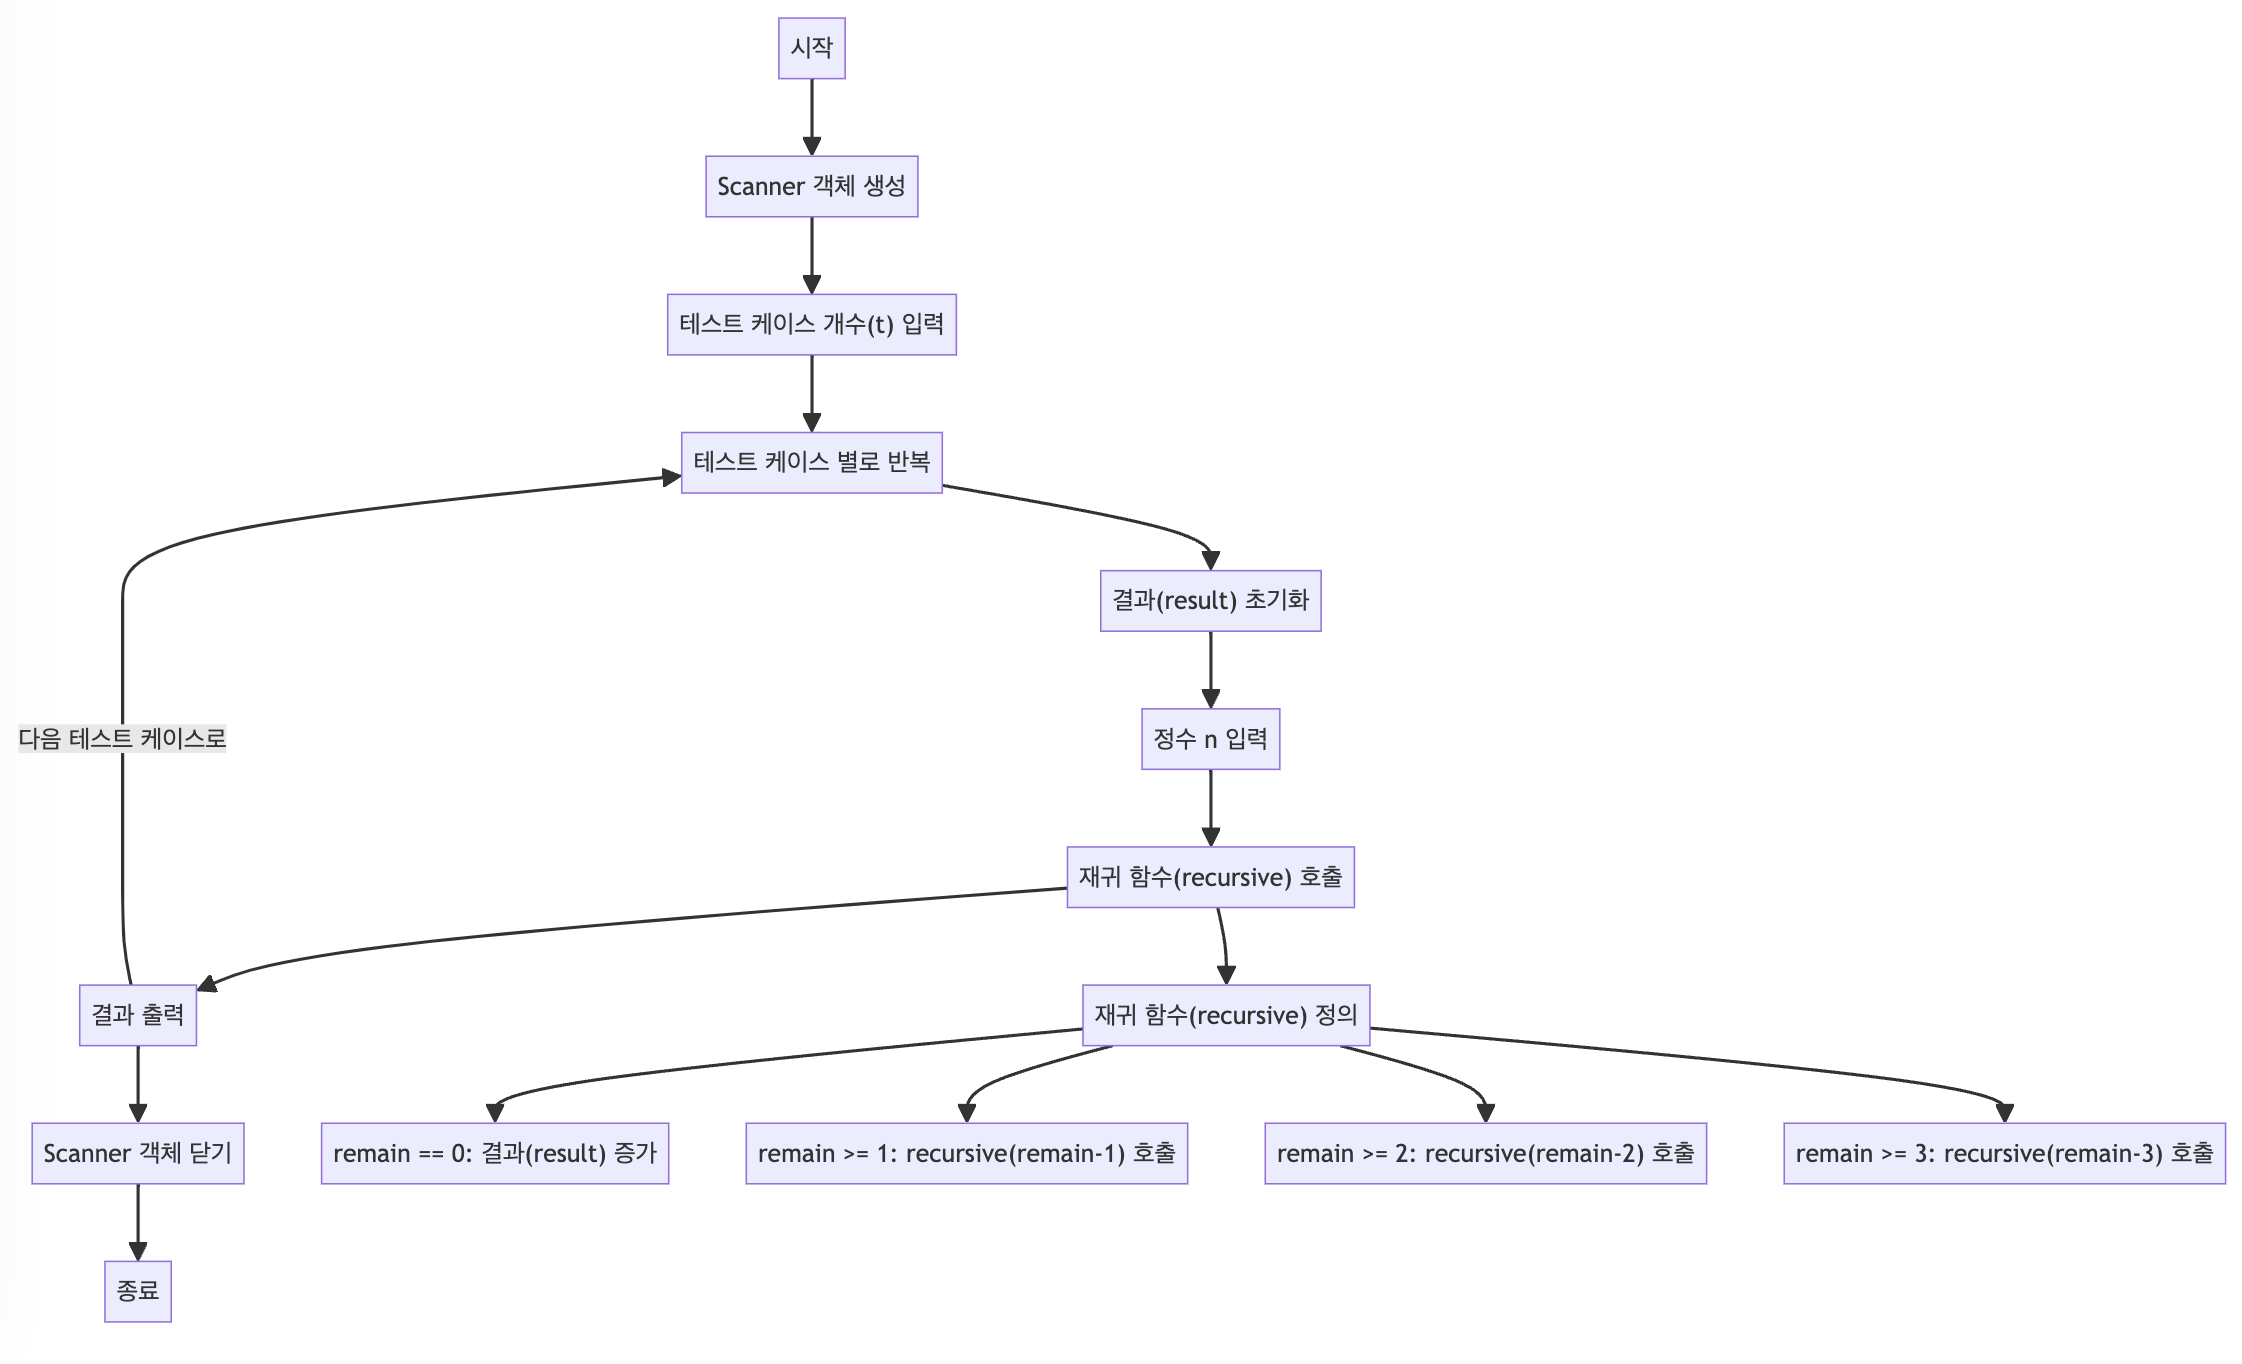 시작
Scanner 객체 생성
테스트 케이스 개수(t) 입력
테스트 케이스 별로 반복
결과(result) 초기화
다음 테스트 케이스로
정수 n 입력
재귀 함수(recursive) 호출
결과 출력
재귀 함수(recursive) 정의
Scanner 객체 닫기
remain == 0: 결과(result) 증가
remain >= 1: recursive(remain-1) 호출
remain >= 2: recursive(remain-2) 호출
remain >= 3: recursive(remain-3) 호출
종료